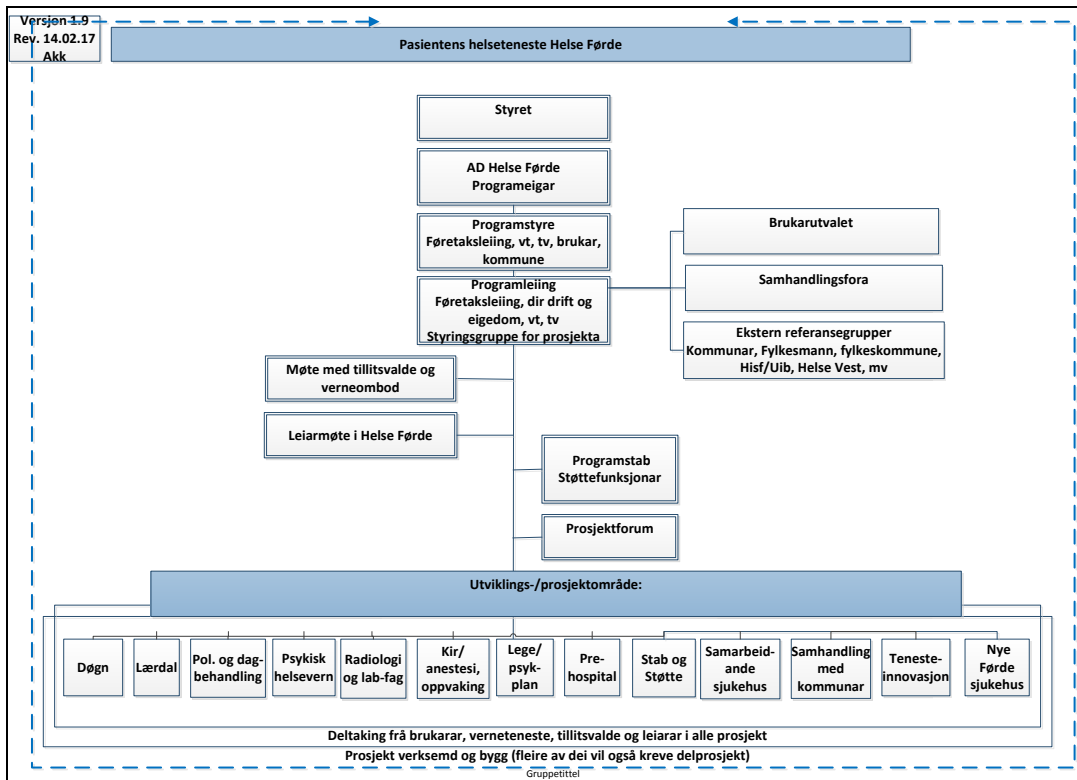 Versjon 1.9
Rev. 14.02.17
Akk
Pasientens helseteneste Helse Førde
Styret
AD Helse Førde
Programeigar
Programstyre
Føretaksleiing, vt, tv, brukar,
kommune
Programleiing
Føretaksleiing, dir drift og
eigedom, vt, tv
Styringsgruppe for prosjekta
Brukarutvalet
Samhandlingsfora
Ekstern referansegrupper
Kommunar, Fylkesmann, fylkeskommune,
Hisf/Uib, Helse Vest, mv
Møte med tillitsvalde og
verneombod
Leiarmøte i Helse Førde
Programstab
Støttefunksjonar
Prosjektforum
Utviklings-/prosjektområde:
Døgn
Lærdal
Pol. og dag-
behandling
Psykisk
helsevern
Radiologi
og lab-fag
Kir/
anestesi,
oppvaking
Lege/
psyk-
plan
Pre-
hospital
Stab og
Støtte
Samarbeid-
ande
sjukehus
Samhandling
med
kommunar
Teneste-
innovasjon
Nye
Førde
sjukehus
Deltaking frå brukarar, verneteneste, tillitsvalde og leiarar i alle prosjekt
Prosjekt verksemd og bygg (fleire av dei vil også kreve delprosjekt)
Gruppetittel